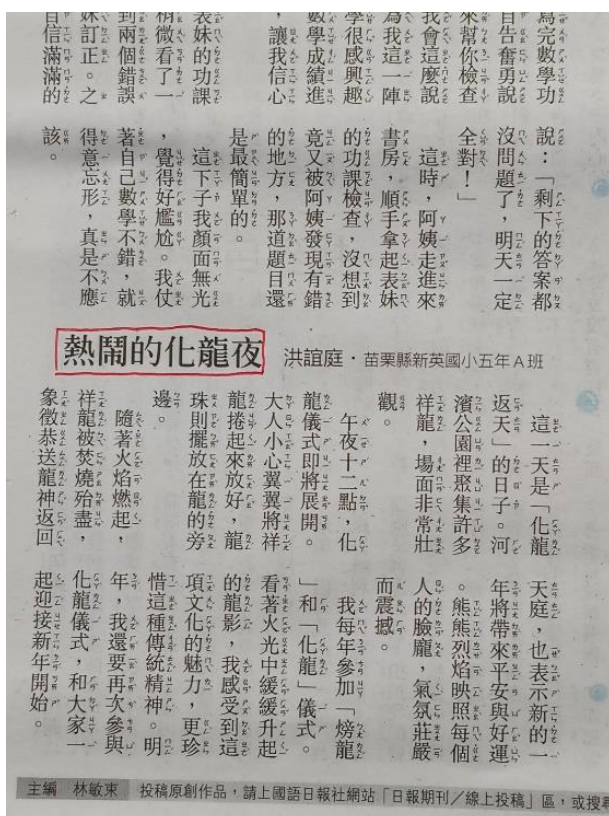 寫完數學功
自告奮勇說
來幫你檢查
我會這麼說
為我這一陣
學很感興趣
數學成績進
，讓我信心
表妹的功課
稍微看了一
到兩個錯誤
妹訂正。之
自信滿滿的
說：「剩下的答案都
沒問題了，明天一定
全對！」
這時，阿姨走進來
書房，順手拿起表妹
的功課檢查，沒想到
竟又被阿姨發現有錯
的地方，那道題目還
是最簡單的。
這下子我顏面無光
，覺得好尷尬。我仗
著自己數學不錯，就
得意忘形，真是不應
該。
熱鬧的化龍夜 洪誼庭・苗栗縣新英國小五年A班
這一天是「化龍
返天」的日子。河
濱公園裡聚集許多
祥龍，場面非常壯
觀。
午夜十二點，化
龍儀式即將展開。
大人小心翼翼將祥
龍捲起來放好，龍
珠則擺放在龍的旁
邊。
隨著火焰燃起，
祥龍被焚燒殆盡，
象徵恭送龍神返回
天庭，也表示新的一
年將帶來平安與好運
。熊熊烈焰映照每個
人的臉龐，氣氛莊嚴
而震撼。
我每年參加「㷫龍
」和「化龍」儀式。
看著火光中緩緩升起
的龍影，我感受到這
項文化的魅力，更珍
惜這種傳統精神。明
年，我還要再次參與
化龍儀式，和大家一
起迎接新年開始。
主編 林敏束 投稿原創作品，請上國語日報社網站「日報期刊／線上投稿」區，或搜尋